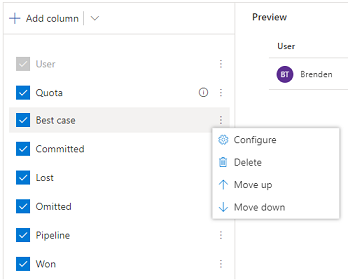 Add column
User
Quota
Best case
Committed
Lost
Omitted
Pipeline
Won
Configure
Delete
Move up
Move down
Preview
User
BT Brenden